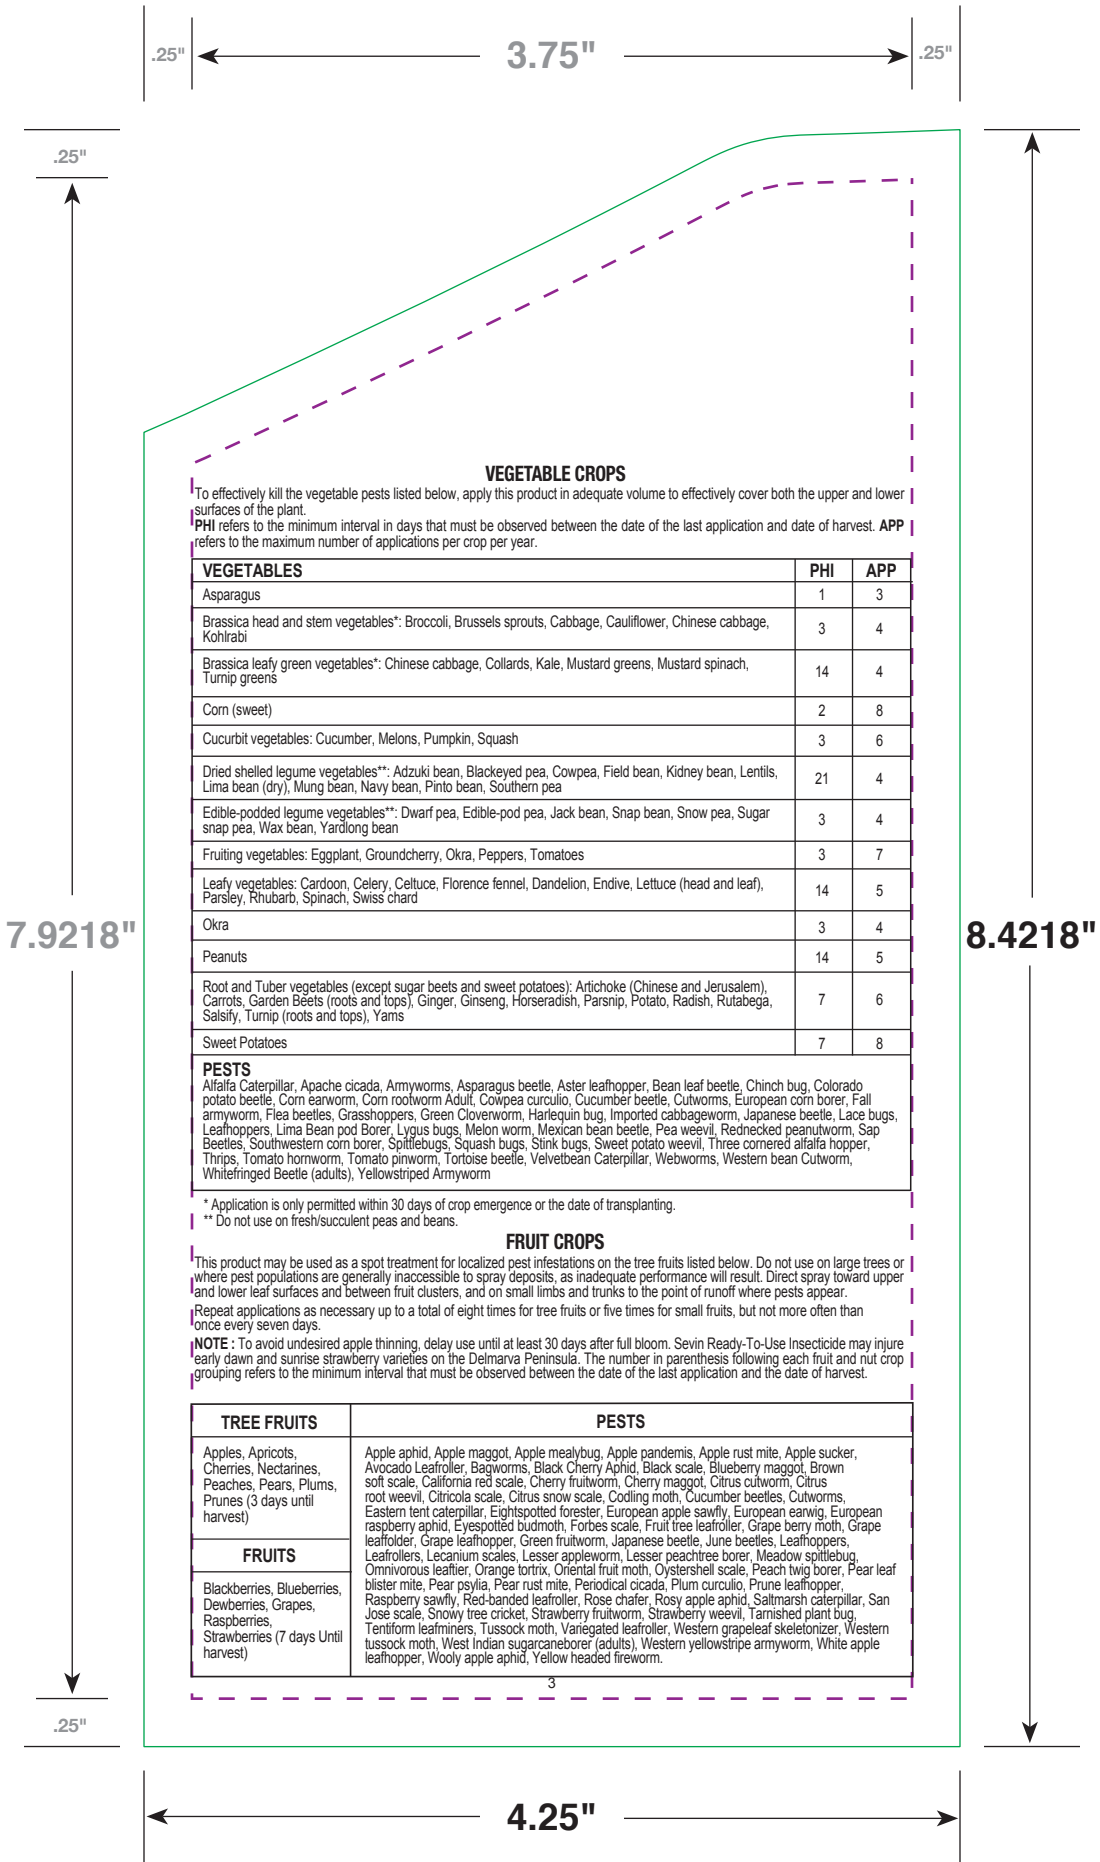 .25"
3.75"
.25"
.25"
VEGETABLE CROPS
To effectively kill the vegetable pests listed below, apply this product in adequate volume to effectively cover both the upper and lower
surfaces of the plant.
PHI refers to the minimum interval in days that must be observed between the date of the last application and date of harvest. APP
refers to the maximum number of applications per crop per year.
VEGETABLES PHI APP
Asparagus 1 3
Brassica head and stem vegetables*: Broccoli, Brussels sprouts, Cabbage, Cauliflower, Chinese cabbage,
Kohlrabi 3 4
Brassica leafy green vegetables*: Chinese cabbage, Collards, Kale, Mustard greens, Mustard spinach,
Turnip greens 14 4
Corn (sweet) 2 8
Cucurbit vegetables: Cucumber, Melons, Pumpkin, Squash 3 6
Dried shelled legume vegetables**: Adzuki bean, Blackeyed pea, Cowpea, Field bean, Kidney bean, Lentils,
Lima bean (dry), Mung bean, Navy bean, Pinto bean, Southern pea 21 4
Edible-podded legume vegetables**: Dwarf pea, Edible-pod pea, Jack bean, Snap bean, Snow pea, Sugar
snap pea, Wax bean, Yardlong bean 3 4
Fruiting vegetables: Eggplant, Groundcherry, Okra, Peppers, Tomatoes 3 7
Leafy vegetables: Cardoon, Celery, Celtuce, Florence fennel, Dandelion, Endive, Lettuce (head and leaf),
Parsley, Rhubarb, Spinach, Swiss chard 14 5
Okra 3 4
7.9218"
8.4218"
Peanuts 14 5
Root and Tuber vegetables (except sugar beets and sweet potatoes): Artichoke (Chinese and Jerusalem),
Carrots, Garden Beets (roots and tops), Ginger, Ginseng, Horseradish, Parsnip, Potato, Radish, Rutabega,
Salsify, Turnip (roots and tops), Yams 7 6
Sweet Potatoes 7 8
PESTS
Alfalfa Caterpillar, Apache cicada, Armyworms, Asparagus beetle, Aster leafhopper, Bean leaf beetle, Chinch bug, Colorado
potato beetle, Corn earworm, Corn rootworm Adult, Cowpea curculio, Cucumber beetle, Cutworms, European corn borer, Fall
armyworm, Flea beetles, Grasshoppers, Green Cloverworm, Harlequin bug, Imported cabbageworm, Japanese beetle, Lace bugs,
Leafhoppers, Lima Bean pod Borer, Lygus bugs, Melon worm, Mexican bean beetle, Pea weevil, Rednecked peanutworm, Sap
Beetles, Southwestern corn borer, Spittlebugs, Squash bugs, Stink bugs, Sweet potato weevil, Three cornered alfalfa hopper,
Thrips, Tomato hornworm, Tomato pinworm, Tortoise beetle, Velvetbean Caterpillar, Webworms, Western bean Cutworm,
Whitefringed Beetle (adults), Yellowstriped Armyworm
* Application is only permitted within 30 days of crop emergence or the date of transplanting.
** Do not use on fresh/succulent peas and beans.
FRUIT CROPS
This product may be used as a spot treatment for localized pest infestations on the tree fruits listed below. Do not use on large trees or
where pest populations are generally inaccessible to spray deposits, as inadequate performance will result. Direct spray toward upper
and lower leaf surfaces and between fruit clusters, and on small limbs and trunks to the point of runoff where pests appear.
Repeat applications as necessary up to a total of eight times for tree fruits or five times for small fruits, but not more often than
once every seven days.
NOTE : To avoid undesired apple thinning, delay use until at least 30 days after full bloom. Sevin Ready-To-Use Insecticide may injure
early dawn and sunrise strawberry varieties on the Delmarva Peninsula. The number in parenthesis following each fruit and nut crop
grouping refers to the minimum interval that must be observed between the date of the last application and the date of harvest.
TREE FRUITS
Apples, Apricots,
Cherries, Nectarines,
Peaches, Pears, Plums,
Prunes (3 days until
harvest)
FRUITS
Blackberries, Blueberries,
Dewberries, Grapes,
Raspberries,
Strawberries (7 days Until
harvest)
PESTS
Apple aphid, Apple maggot, Apple mealybug, Apple pandemis, Apple rust mite, Apple sucker,
Avocado Leafroller, Bagworms, Black Cherry Aphid, Black scale, Blueberry maggot, Brown
soft scale, California red scale, Cherry fruitworm, Cherry maggot, Citrus cutworm, Citrus
root weevil, Citricola scale, Citrus snow scale, Codling moth, Cucumber beetles, Cutworms,
Eastern tent caterpillar, Eightspotted forester, European apple sawfly, European earwig, European
raspberry aphid, Eyespotted budmoth, Forbes scale, Fruit tree leafroller, Grape berry moth, Grape
leaffolder, Grape leafhopper, Green fruitworm, Japanese beetle, June beetles, Leafhoppers,
Leafrollers, Lecanium scales, Lesser appleworm, Lesser peachtree borer, Meadow spittlebug,
Omnivorous leaftier, Orange tortrix, Oriental fruit moth, Oystershell scale, Peach twig borer, Pear leaf
blister mite, Pear psylia, Pear rust mite, Periodical cicada, Plum curculio, Prune leafhopper,
Raspberry sawfly, Red-banded leafroller, Rose chafer, Rosy apple aphid, Saltmarsh caterpillar, San
Jose scale, Snowy tree cricket, Strawberry fruitworm, Strawberry weevil, Tarnished plant bug,
Tentiform leafminers, Tussock moth, Variegated leafroller, Western grapeleaf skeletonizer, Western
tussock moth, West Indian sugarcaneborer (adults), Western yellowstripe armyworm, White apple
leafhopper, Wooly apple aphid, Yellow headed fireworm.
3
.25"
4.25"